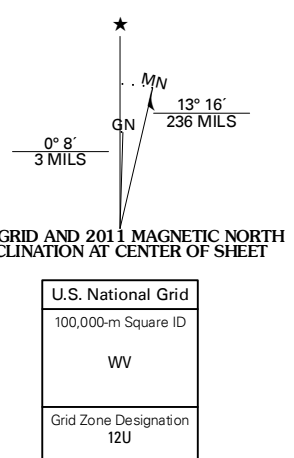 ★
MN
GN
13° 16´
236 MILS
0° 8´
3 MILS
GRID AND 2011 MAGNETIC NORTH
CLINATION AT CENTER OF SHEET
U.S. National Grid
100,000-m Square ID
WV
Grid Zone Designation
12U